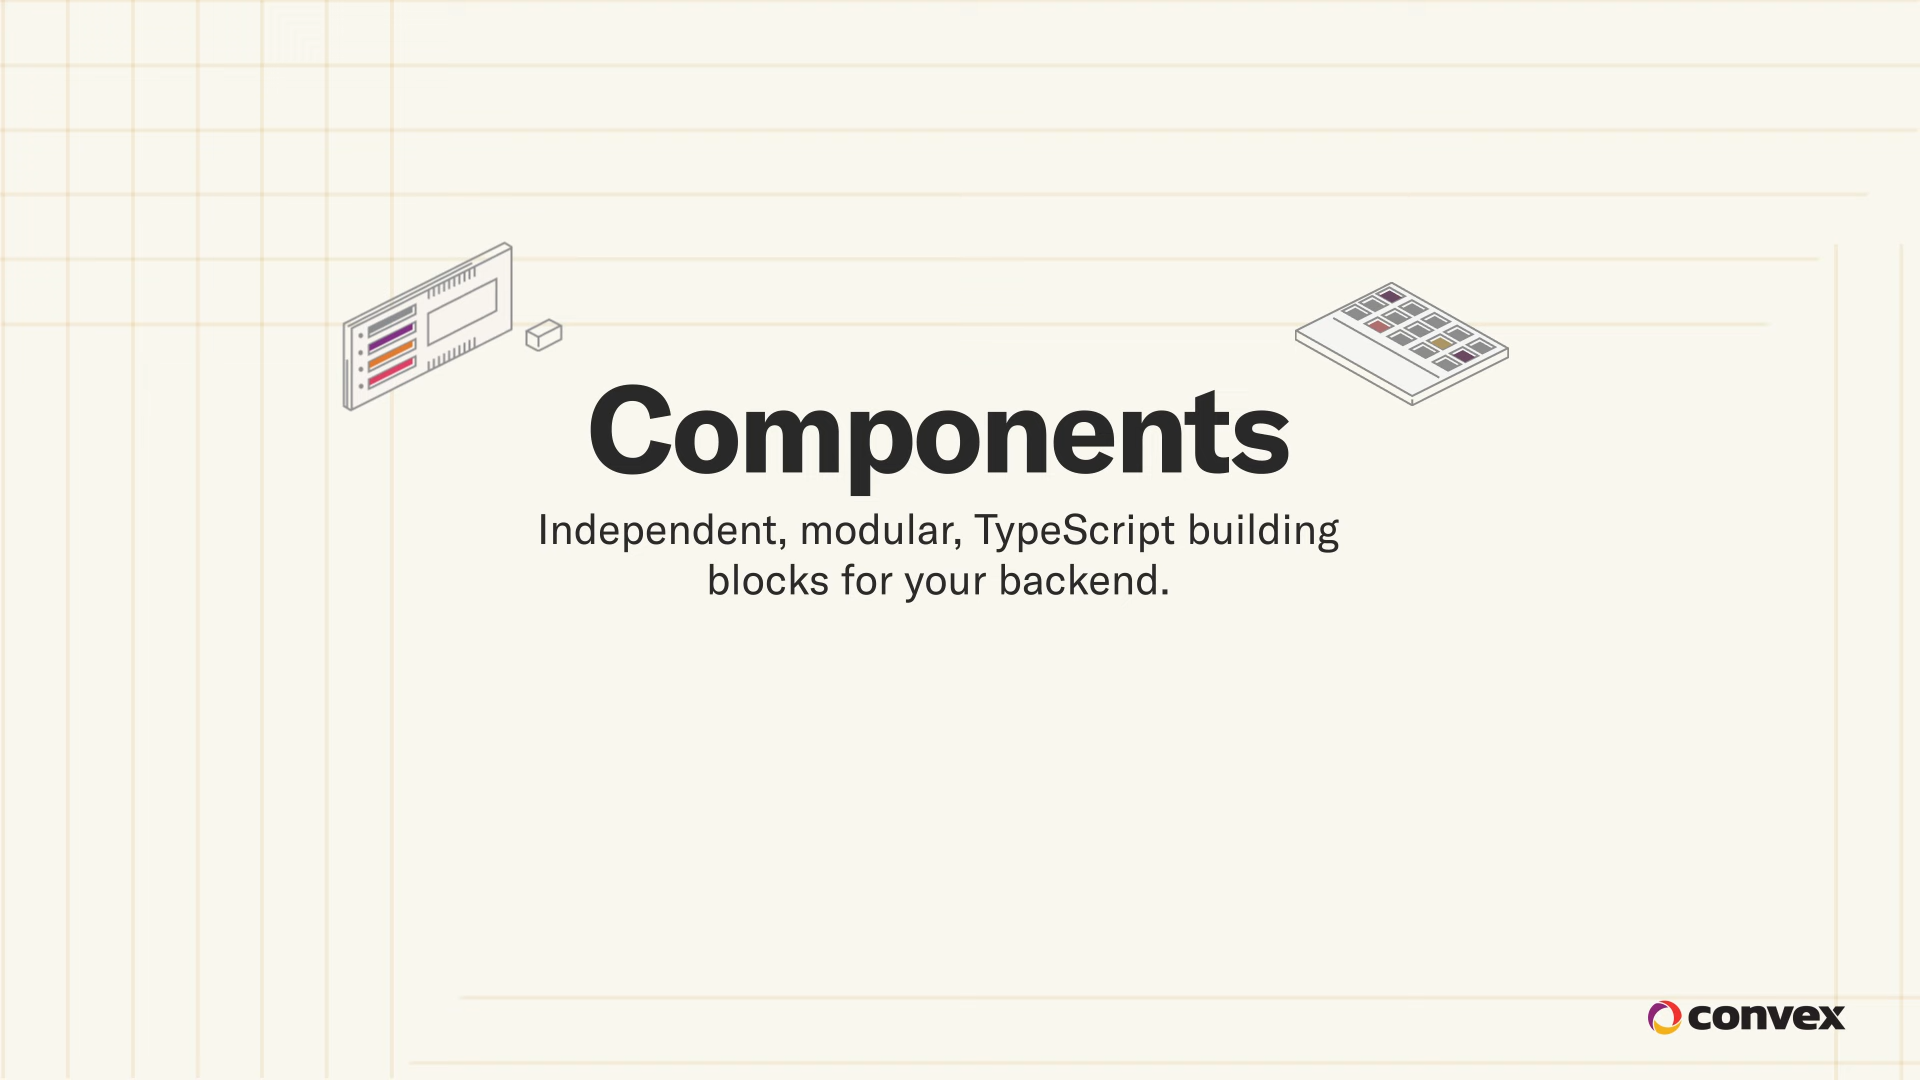 Components
Independent, modular, TypeScript building
blocks for your backend.
convex